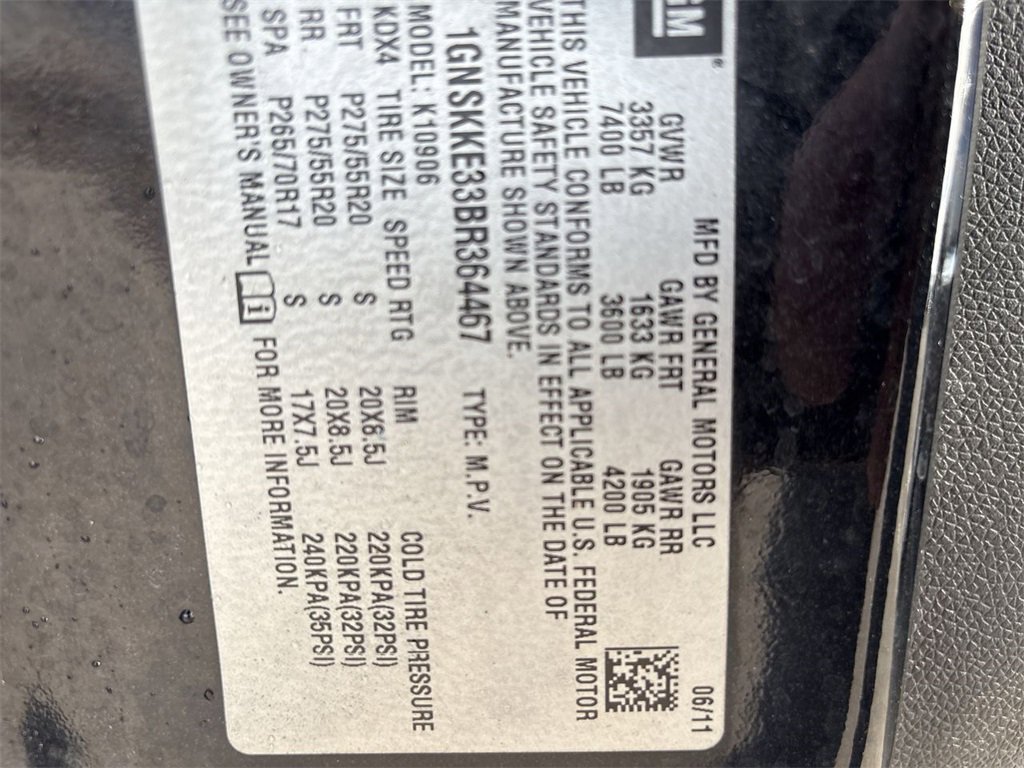 GM®
MFD BY GENERAL MOTORS LLC 06/11
GVWR GAWR FRT GAWR RR
3357 KG 1633 KG 1905 KG
7400 LB 3600 LB 4200 LB
THIS VEHICLE CONFORMS TO ALL APPLICABLE U.S. FEDERAL MOTOR
VEHICLE SAFETY STANDARDS IN EFFECT ON THE DATE OF
MANUFACTURE SHOWN ABOVE.
1GNSKKE33BR364467 TYPE: M.P.V.
MODEL: K10906
KDX4 TIRE SIZE SPEED RTG RIM COLD TIRE PRESSURE
FRT P275/55R20 S 20X8.5J 220KPA(32PSI)
RR P275/55R20 S 20X8.5J 220KPA(32PSI)
SPA P265/70R17 S 17X7.5J 240KPA(35PSI)
SEE OWNER'S MANUAL i FOR MORE INFORMATION.